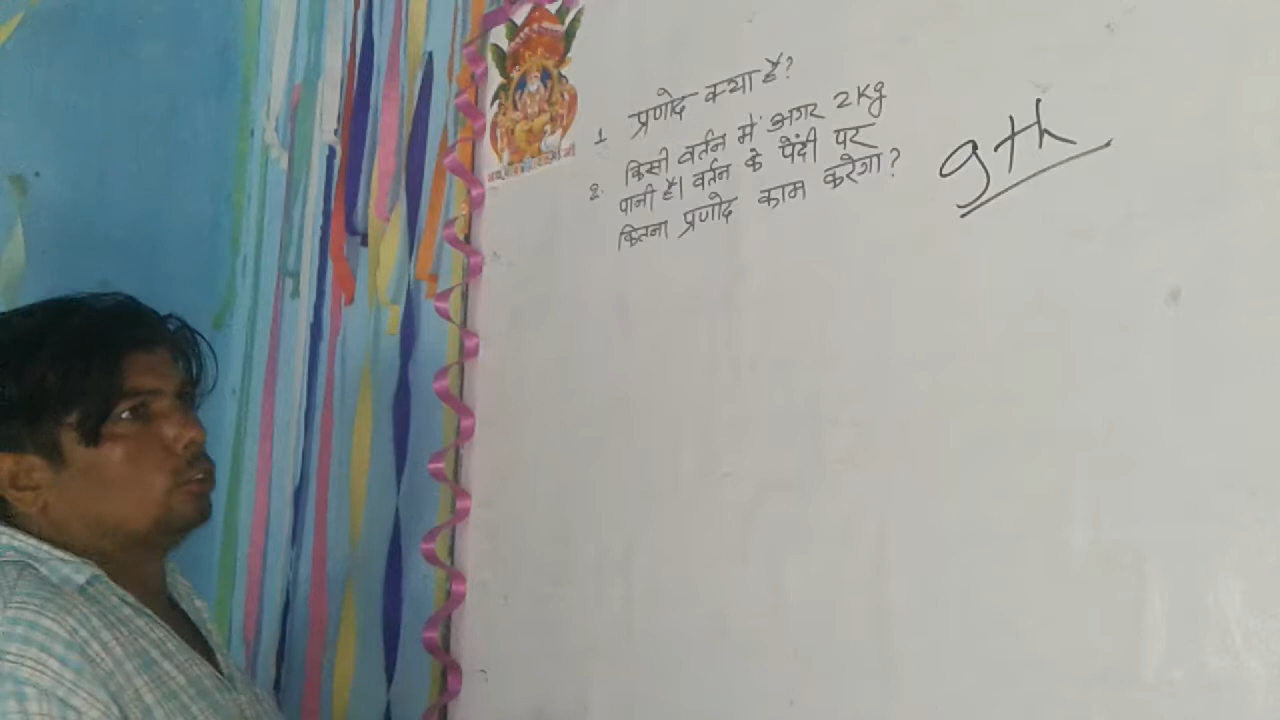 1 प्रणोद क्या है?
2. किसी वर्तन में अगर 2Kg
पानी है। वर्तन के पेंदी पर
कितना प्रणोद काम करेगा?
9th